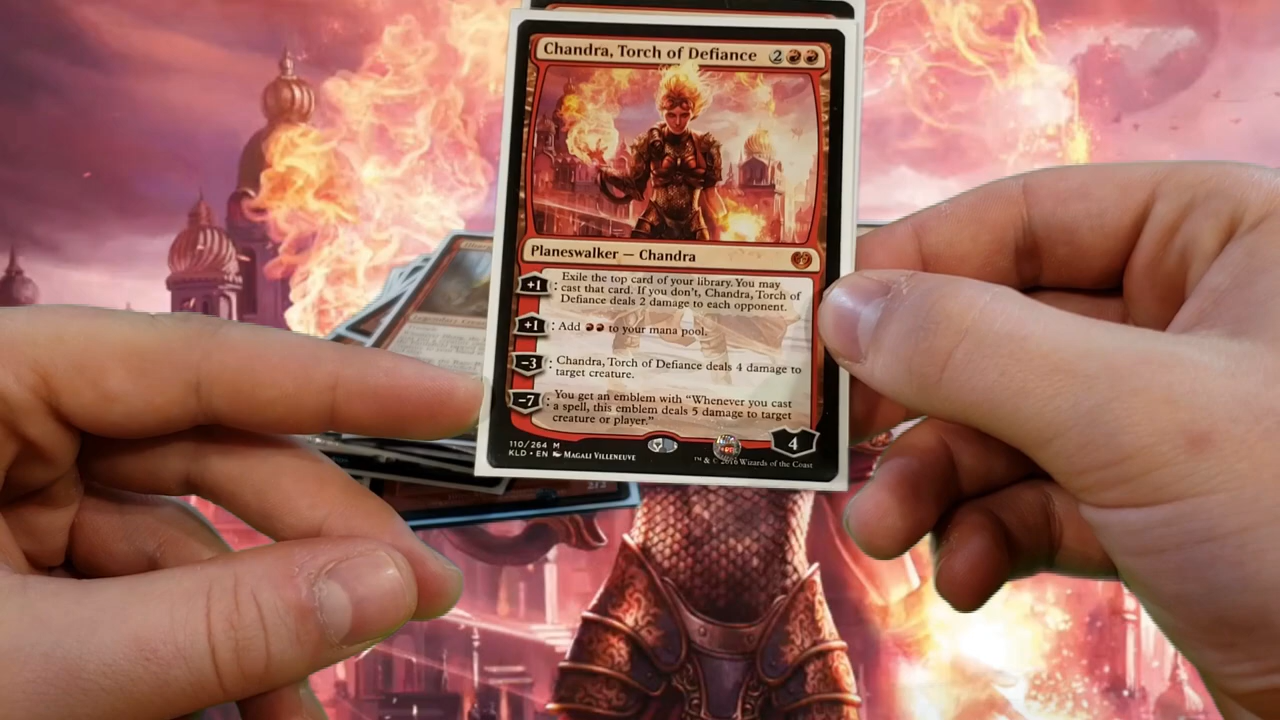 Chandra, Torch of Defiance 2
Planeswalker — Chandra
+1 : Exile the top card of your library. You may
cast that card. If you don't, Chandra, Torch of
Defiance deals 2 damage to each opponent.
+1 : Add to your mana pool.
−3 : Chandra, Torch of Defiance deals 4 damage to
target creature.
−7 : You get an emblem with “Whenever you cast
a spell, this emblem deals 5 damage to target
creature or player.”
4
110/264 M
KLD • EN MAGALI VILLENEUVE
™ & © 2016 Wizards of the Coast